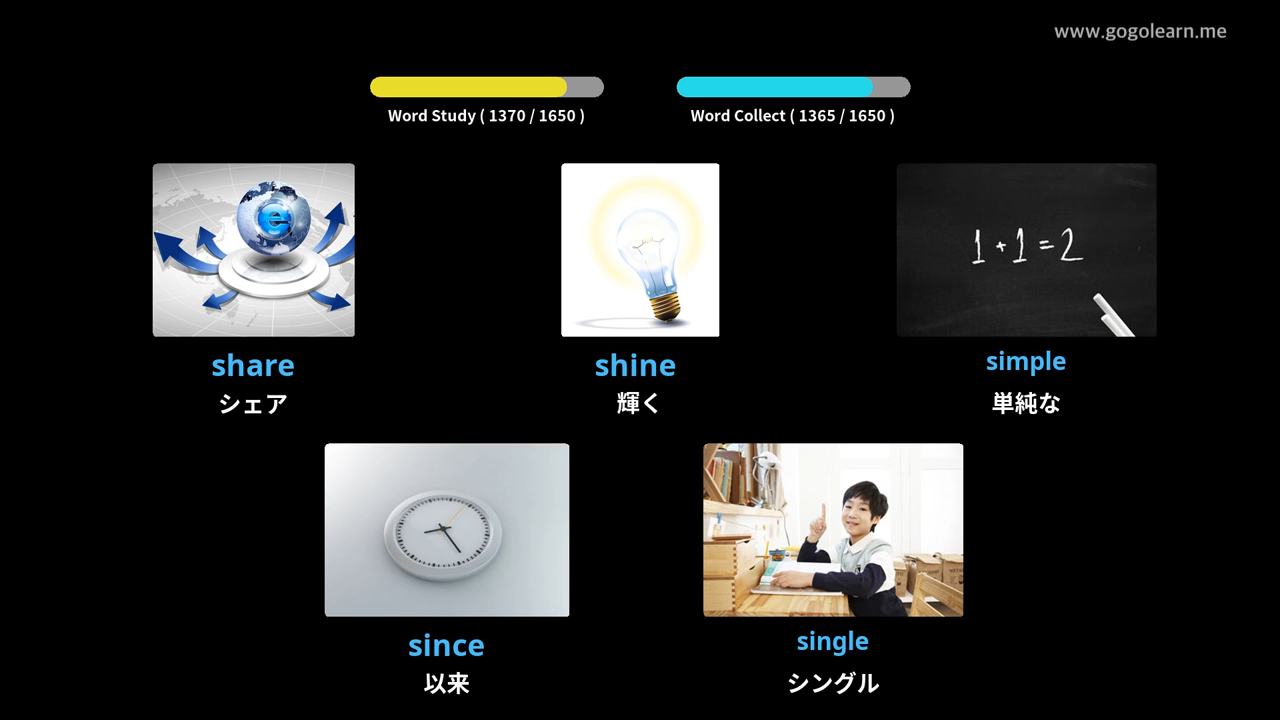 www.gogolearn.me
Word Study ( 1370 / 1650 )
Word Collect ( 1365 / 1650 )
e
1 + 1 = 2
share
shine
simple
シェア
輝く
単純な
since
single
以来
シングル